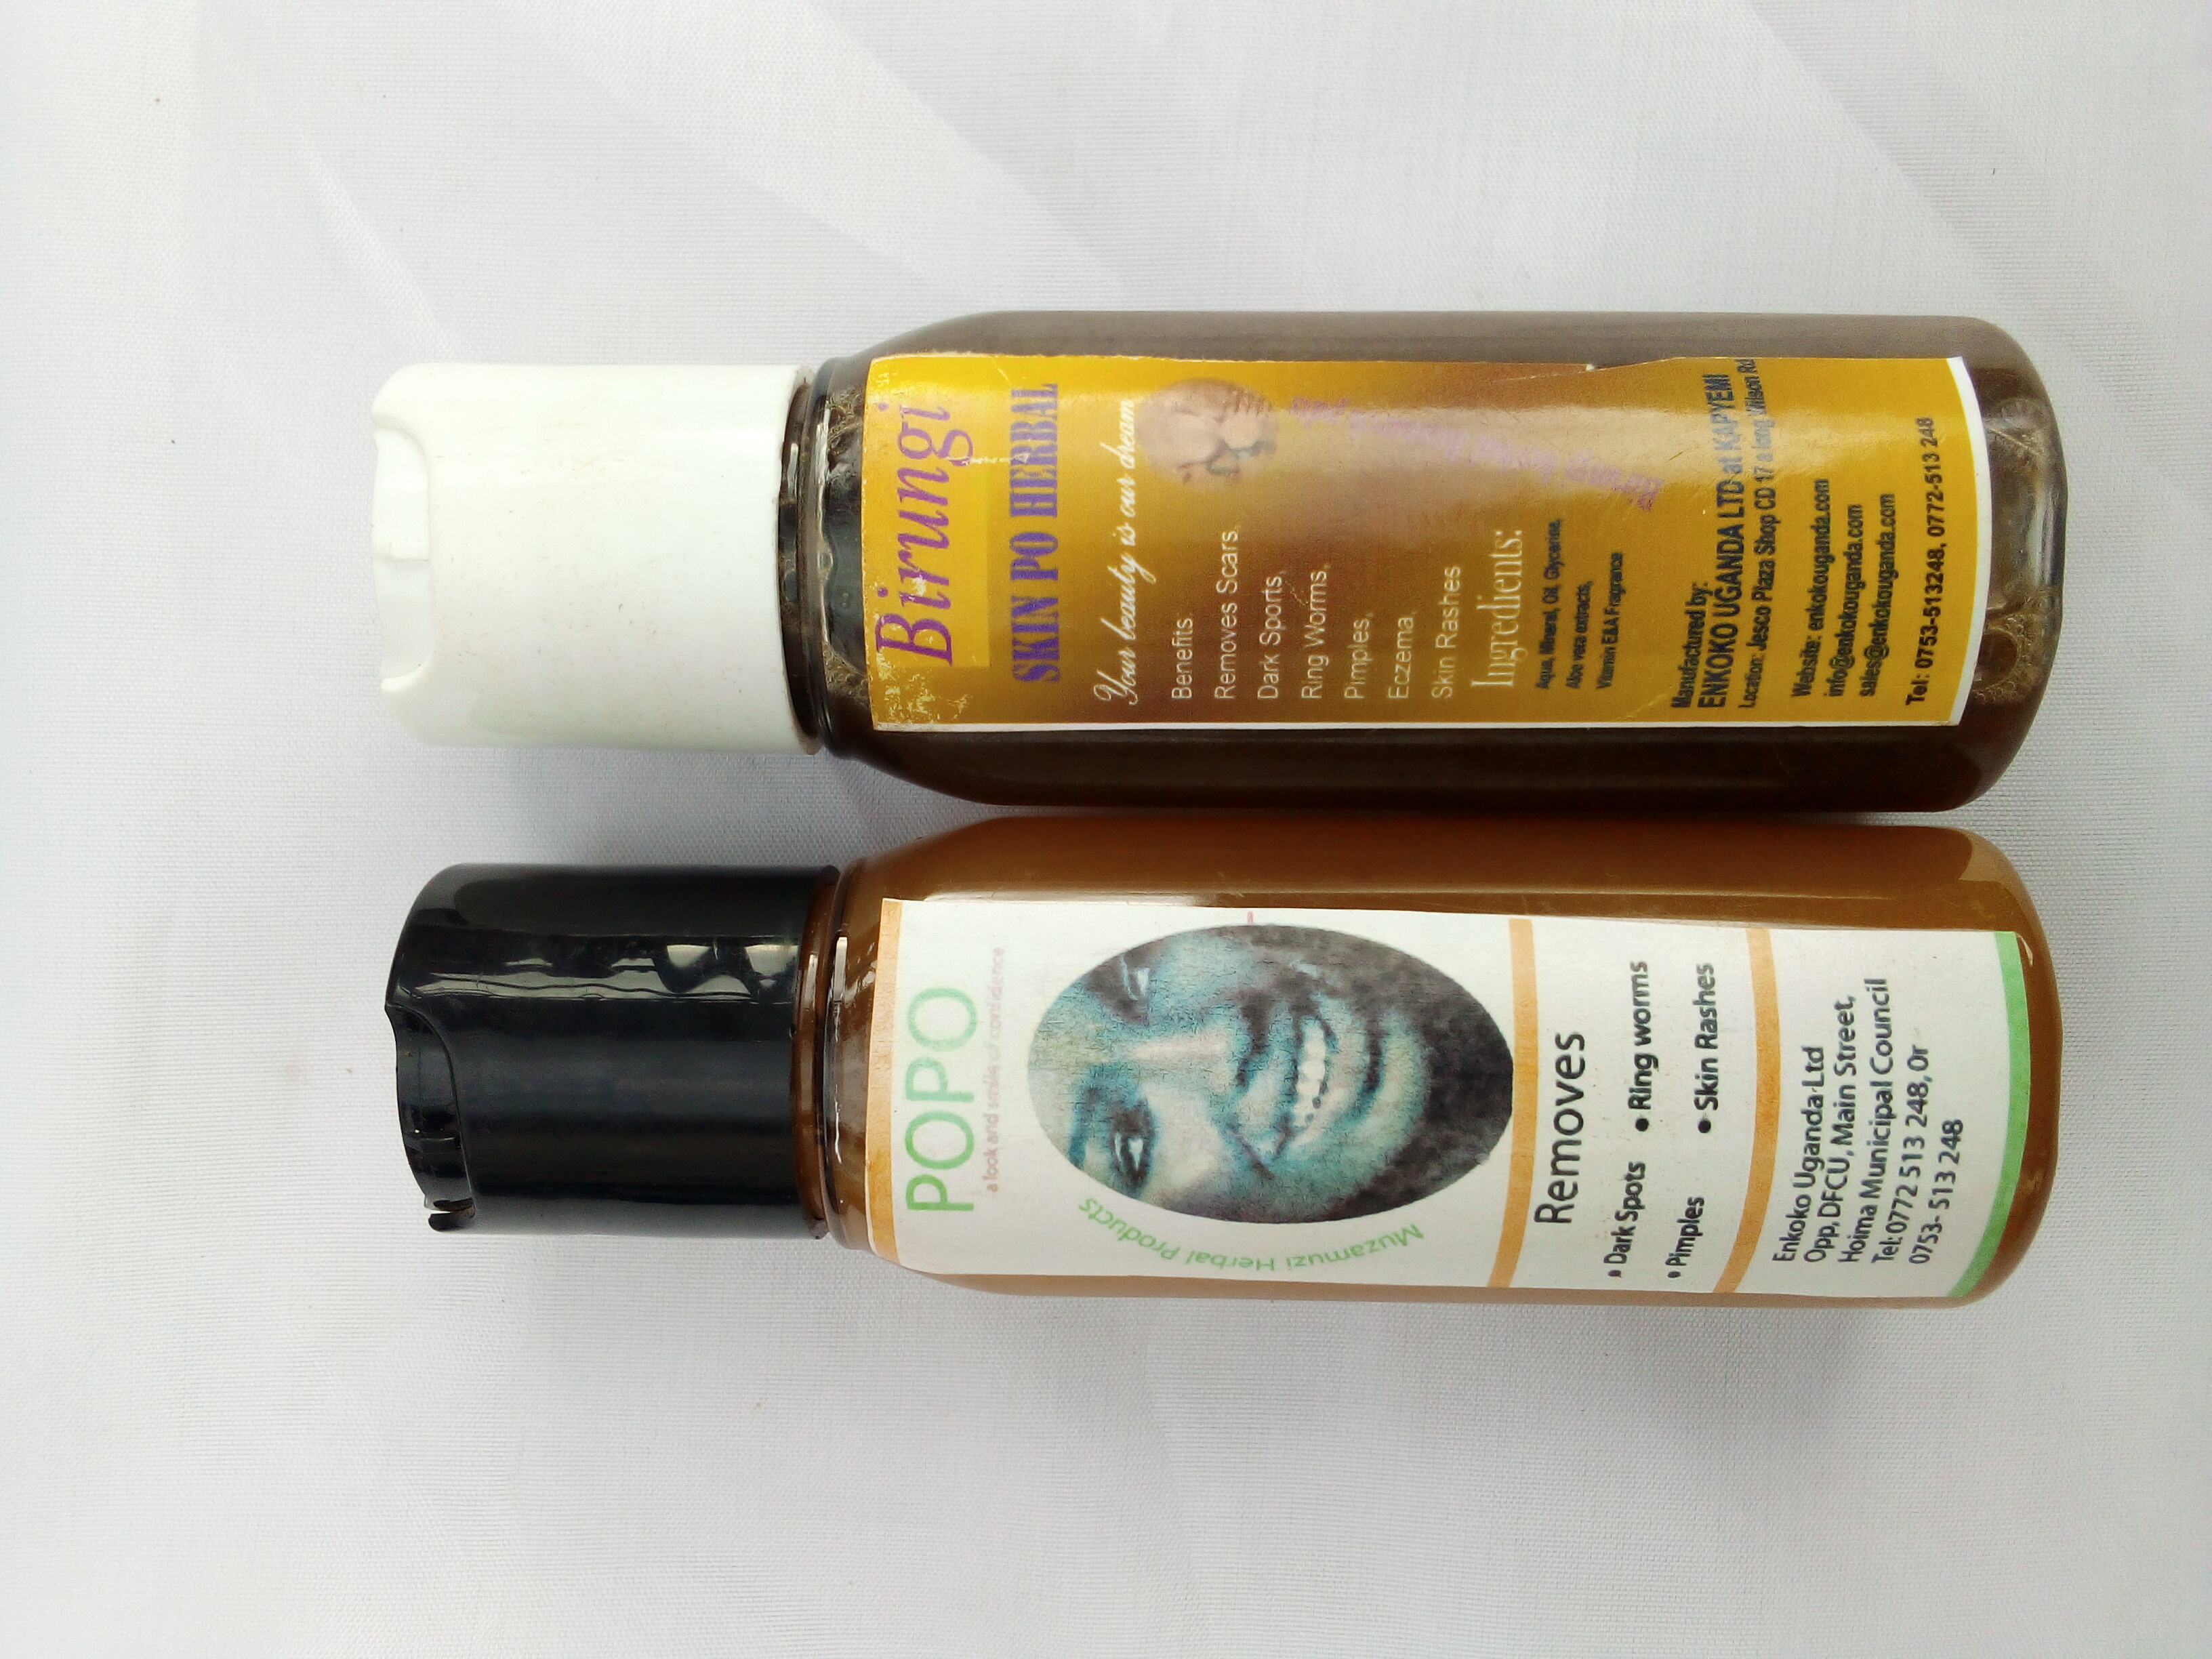 POPO
a look and smile of confidence
Muzamuzi Herbal Products
Removes
• Dark Spots
• Ring worms
• Pimples
• Skin Rashes
Enkoko Uganda Ltd
Opp, DFCU, Main Street,
Hoima Municipal Council
Tel: 0772 513 248, Or
0753- 513 248
Birungi
SKIN PO HERBAL
Your beauty is our dream
Benefits
Removes Scars,
Dark Sports,
Ring Worms,
Pimples,
Eczema,
Skin Rashes
Ingredients:
Aqua, Mineral, Oil, Glycerine,
Aloe vera extracts,
Vitamin E&A Fragrance
Manufactured by:
ENKOKO UGANDA LTD at KAPYEMI
Location: Jesco Plaza Shop CD 17 a long Wilson Rd
Website: enkokouganda.com
info@enkokouganda.com
sales@enkokouganda.com
Tel: 0753-513248, 0772-513 248